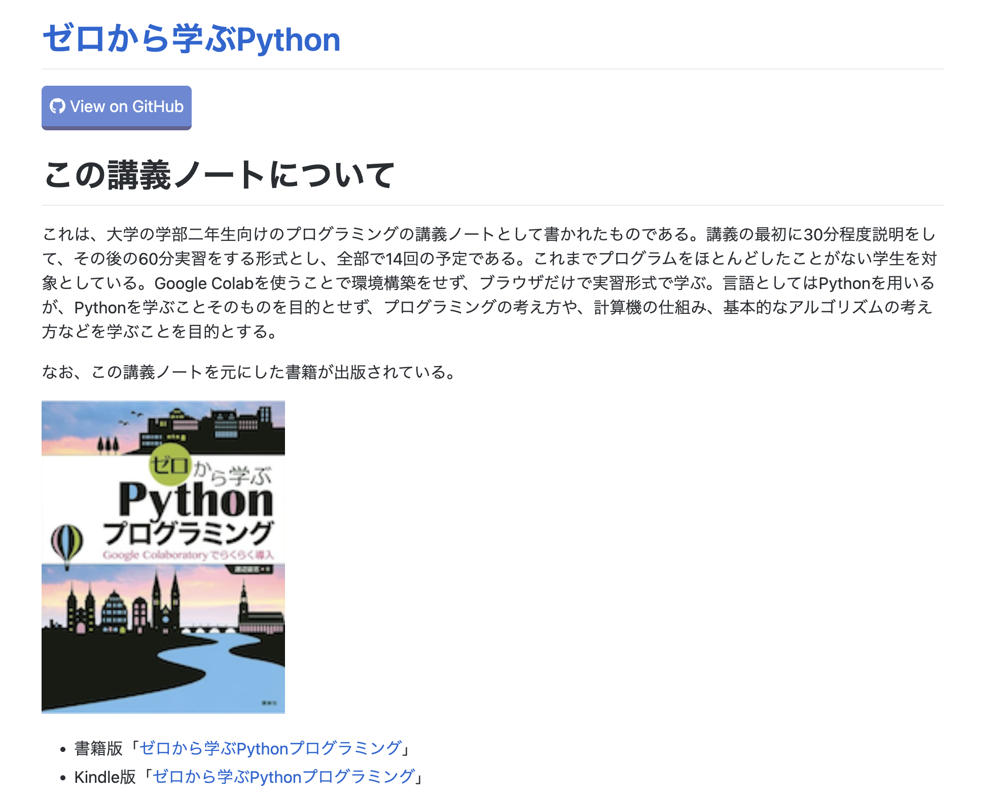 ゼロから学ぶPython
View on GitHub
この講義ノートについて
これは、大学の学部二年生向けのプログラミングの講義ノートとして書かれたものである。講義の最初に30分程度説明をし
て、その後の60分実習をする形式とし、全部で14回の予定である。これまでプログラムをほとんどしたことがない学生を対
象としている。Google Colabを使うことで環境構築をせず、ブラウザだけで実習形式で学ぶ。言語としてはPythonを用いる
が、Pythonを学ぶことそのものを目的とせず、プログラミングの考え方や、計算機の仕組み、基本的なアルゴリズムの考え
方などを学ぶことを目的とする。
なお、この講義ノートを元にした書籍が出版されている。
ゼロから学ぶ
Python
プログラミング
Google Colaboratoryでらくらく導入
書籍版「ゼロから学ぶPythonプログラミング」
Kindle版「ゼロから学ぶPythonプログラミング」